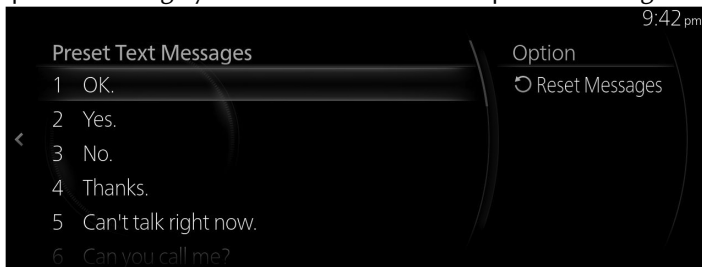 9:42 pm
Preset Text Messages
1 OK.
2 Yes.
3 No.
4 Thanks.
5 Can't talk right now.
6 Can you call me?
Option
Reset Messages